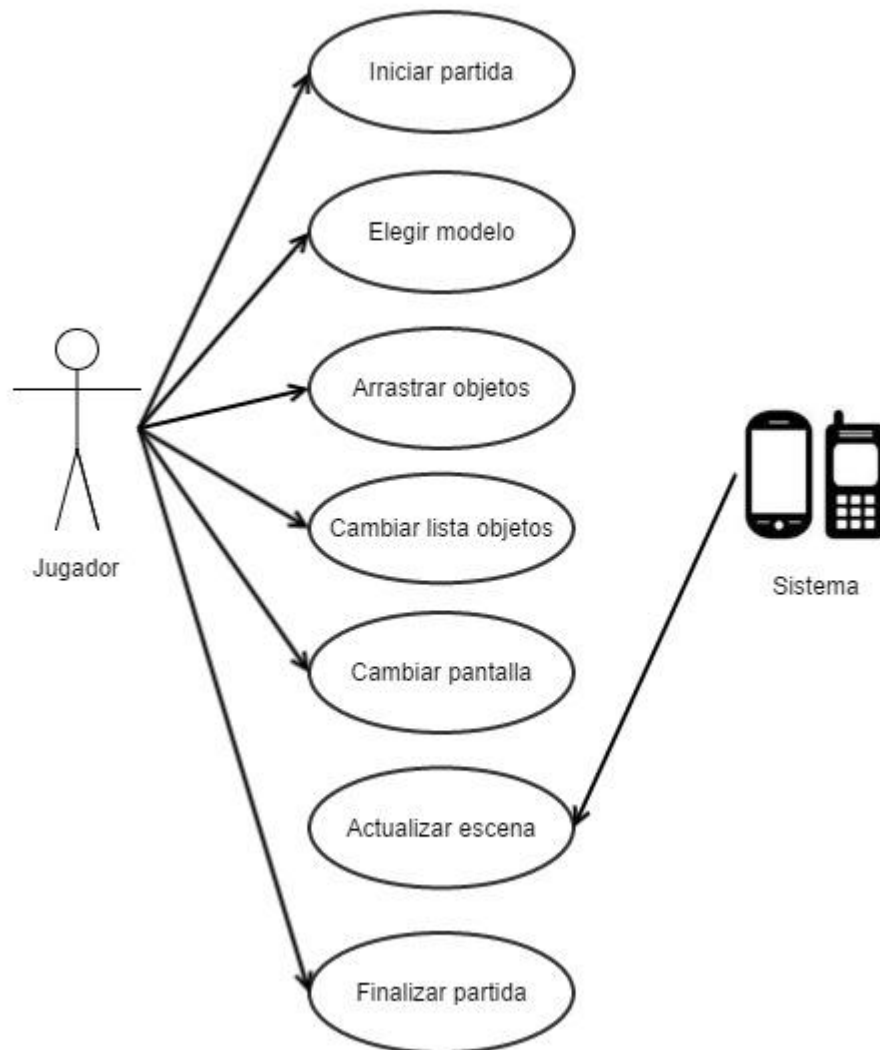 Iniciar partida
Elegir modelo
Arrastrar objetos
Cambiar lista objetos
Jugador
Sistema
Cambiar pantalla
Actualizar escena
Finalizar partida